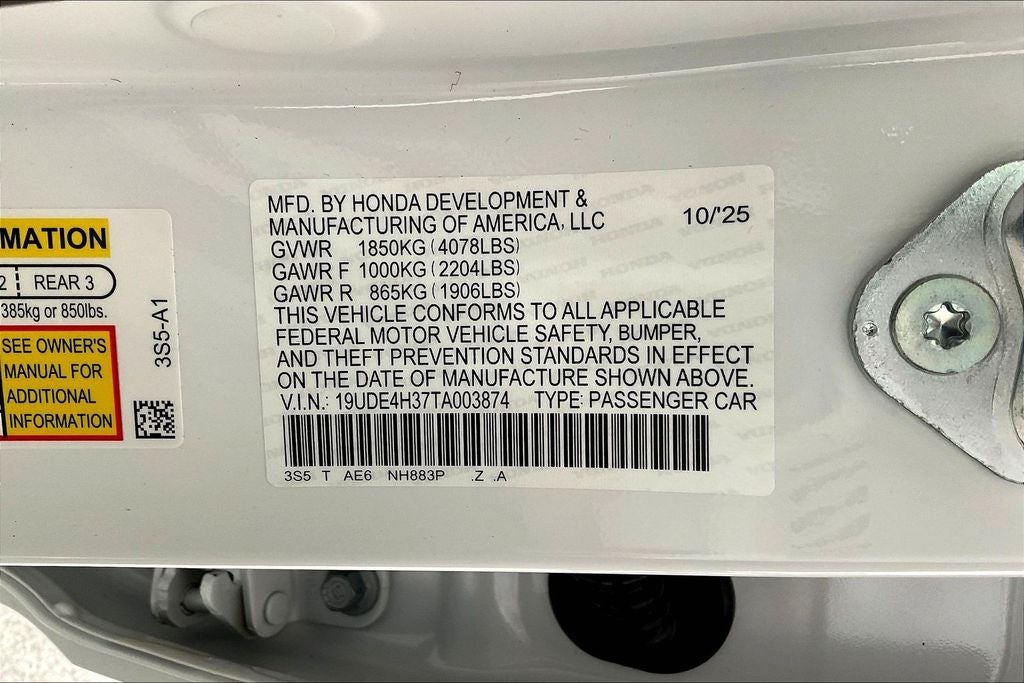 MATION
2 REAR 3
385kg or 850lbs.
SEE OWNER'S
MANUAL FOR
ADDITIONAL
INFORMATION
3S5-A1
MFD. BY HONDA DEVELOPMENT &
MANUFACTURING OF AMERICA, LLC 10/'25
GVWR 1850KG (4078LBS)
GAWR F 1000KG (2204LBS)
GAWR R 865KG (1906LBS)
THIS VEHICLE CONFORMS TO ALL APPLICABLE
FEDERAL MOTOR VEHICLE SAFETY, BUMPER,
AND THEFT PREVENTION STANDARDS IN EFFECT
ON THE DATE OF MANUFACTURE SHOWN ABOVE.
V.I.N.: 19UDE4H37TA003874 TYPE: PASSENGER CAR
3S5 T AE6 NH883P .Z .A